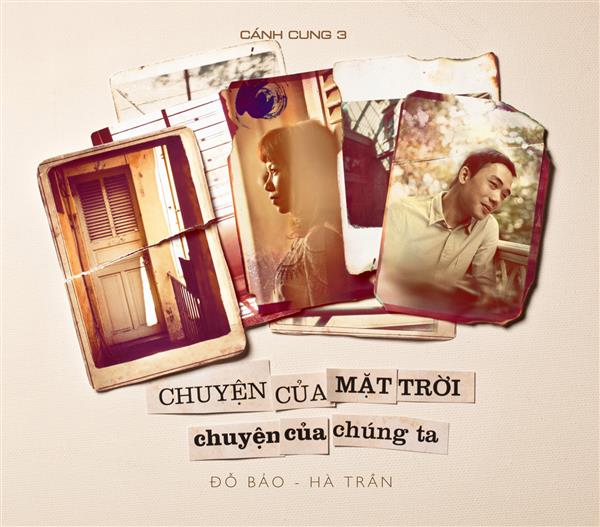 CÁNH CUNG 3
CHUYỆN CỦA MẶT TRỜI
chuyện của chúng ta
ĐỖ BẢO - HÀ TRẦN